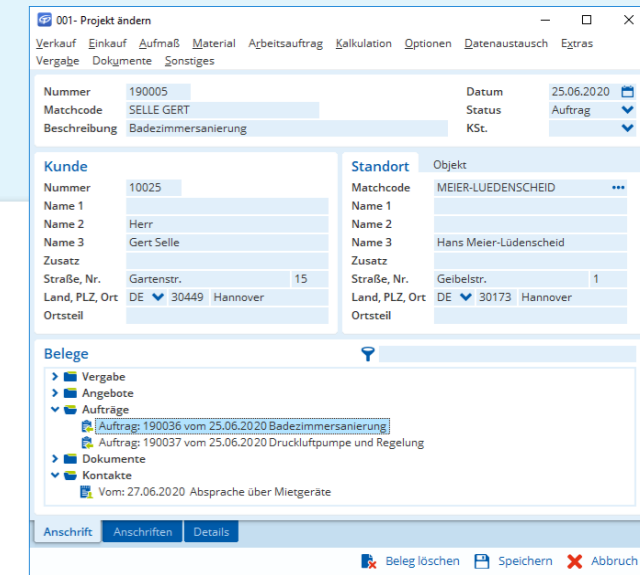 001- Projekt ändern
Verkauf Einkauf Aufmaß Material Arbeitsauftrag Kalkulation Optionen Datenaustausch Extras
Vergabe Dokumente Sonstiges
Nummer 190005 Datum 25.06.2020
Matchcode SELLE GERT Status Auftrag
Beschreibung Badezimmersanierung KSt.
Kunde
Nummer 10025
Name 1
Name 2 Herr
Name 3 Gert Selle
Zusatz
Straße, Nr. Gartenstr. 15
Land, PLZ, Ort DE 30449 Hannover
Ortsteil
Standort Objekt
Matchcode MEIER-LUEDENSCHEID ...
Name 1
Name 2
Name 3 Hans Meier-Lüdenscheid
Zusatz
Straße, Nr. Geibelstr. 1
Land, PLZ, Ort DE 30173 Hannover
Ortsteil
Belege
Vergabe
Angebote
Aufträge
Auftrag: 190036 vom 25.06.2020 Badezimmersanierung
Auftrag: 190037 vom 25.06.2020 Druckluftpumpe und Regelung
Dokumente
Kontakte
Vom: 27.06.2020 Absprache über Mietgeräte
Anschrift Anschriften Details
Beleg löschen Speichern Abbruch